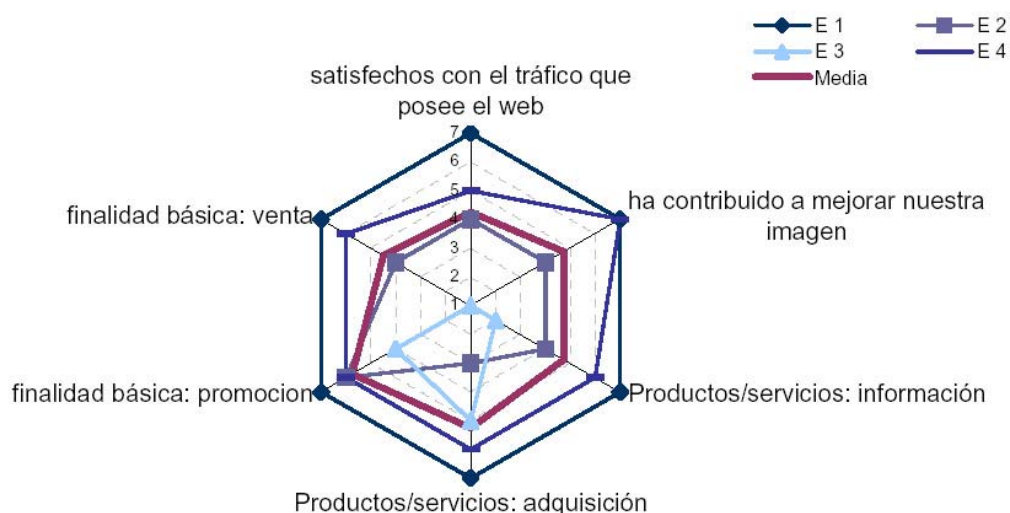 E 1
E 2
E 3
E 4
Media
satisfechos con el tráfico que
posee el web
7
6
5
4
3
2
1
ha contribuido a mejorar nuestra
imagen
finalidad básica: venta
finalidad básica: promocion
Productos/servicios: información
Productos/servicios: adquisición